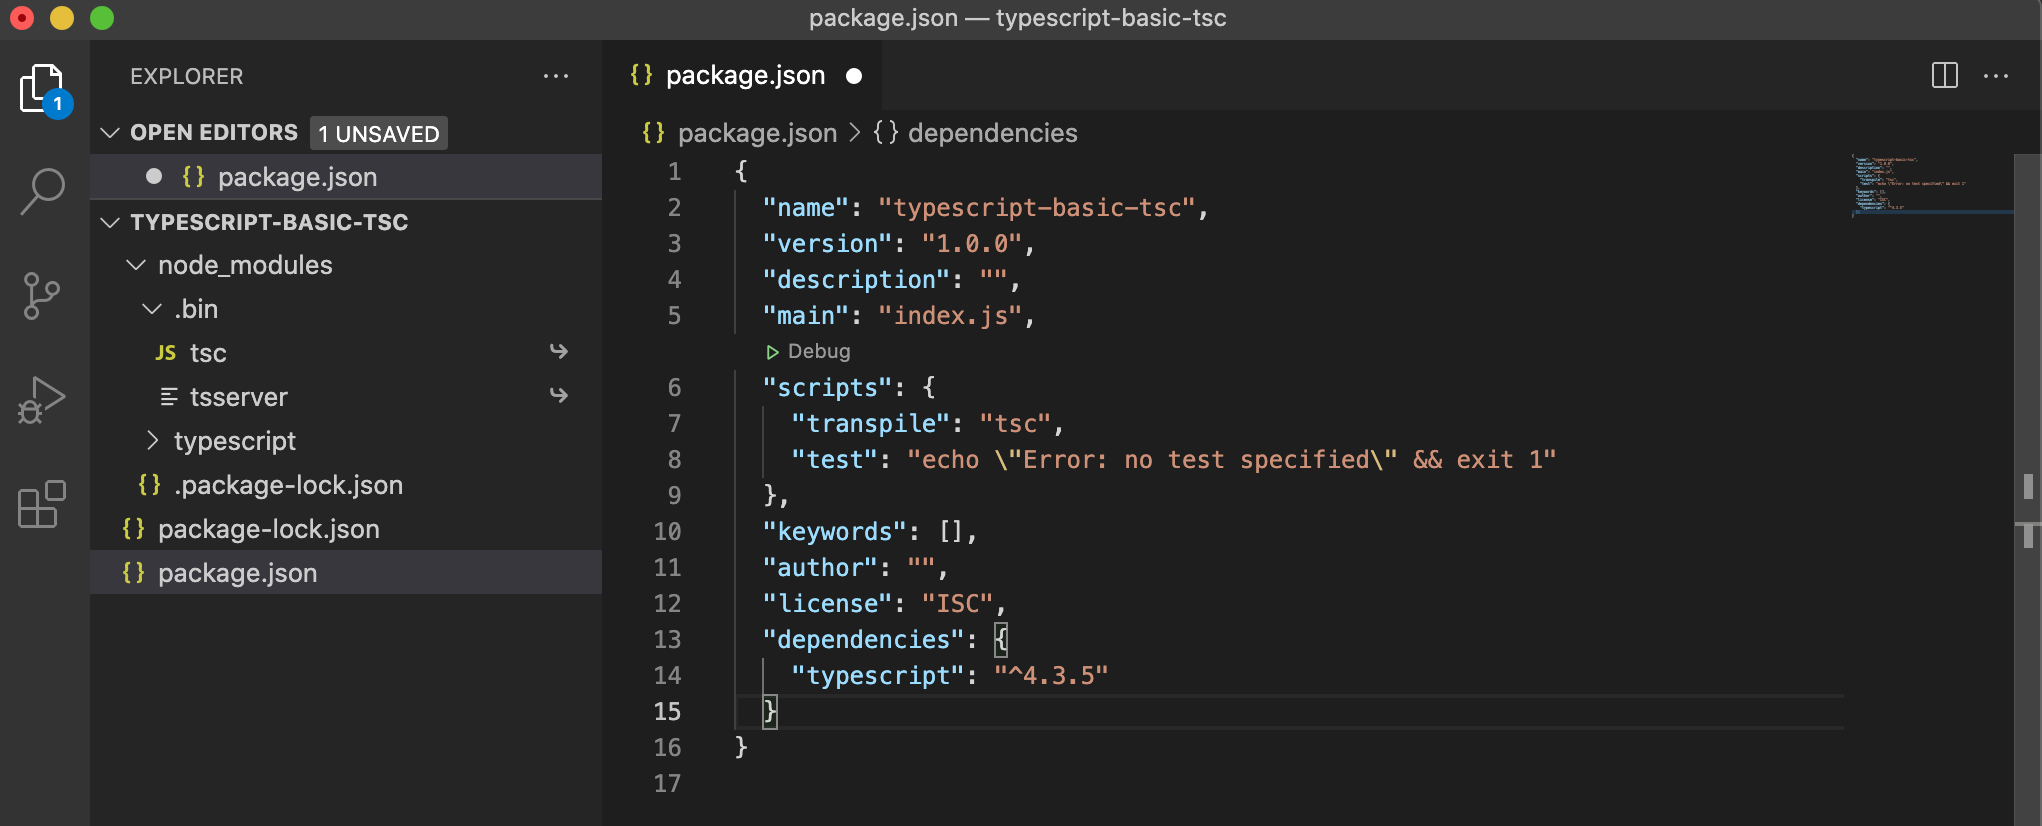 package.json — typescript-basic-tsc
EXPLORER
1
OPEN EDITORS 1 UNSAVED
{} package.json
TYPESCRIPT-BASIC-TSC
node_modules
.bin
JS tsc
tsserver
typescript
{} .package-lock.json
{} package-lock.json
{} package.json
{} package.json
{} package.json > {} dependencies
1 {
2 "name": "typescript-basic-tsc",
3 "version": "1.0.0",
4 "description": "",
5 "main": "index.js",
Debug
6 "scripts": {
7 "transpile": "tsc",
8 "test": "echo \"Error: no test specified\" && exit 1"
9 },
10 "keywords": [],
11 "author": "",
12 "license": "ISC",
13 "dependencies": {
14 "typescript": "^4.3.5"
15 }
16 }
17